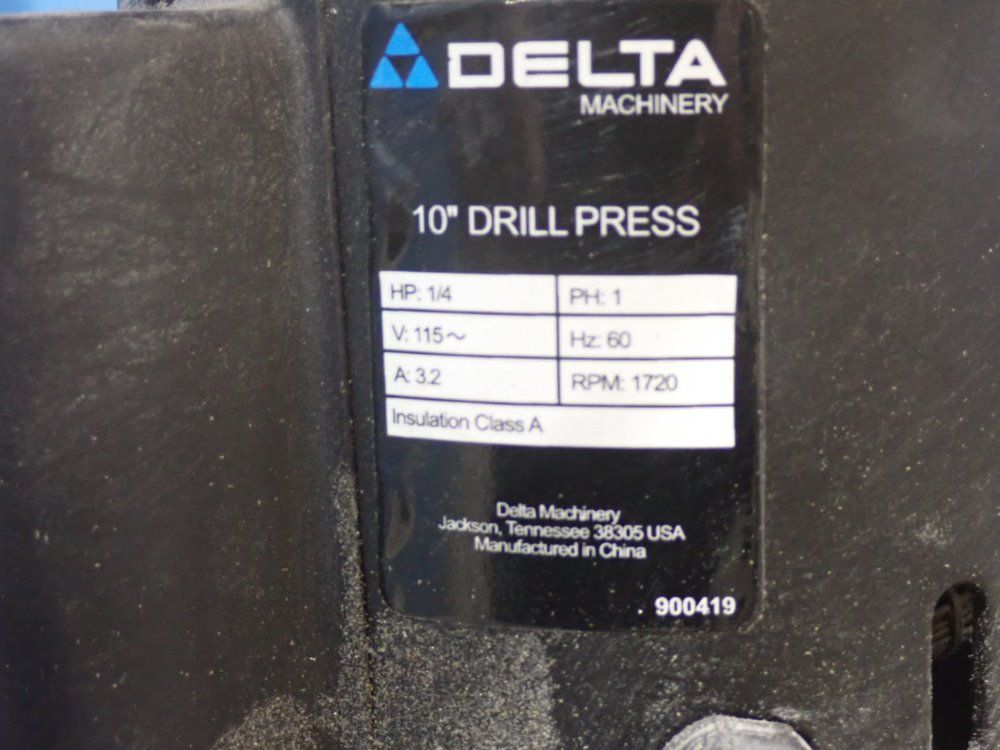 DELTA
MACHINERY
10" DRILL PRESS
HP: 1/4 PH: 1
V: 115~ Hz: 60
A: 3.2 RPM: 1720
Insulation Class A
Delta Machinery
Jackson, Tennessee 38305 USA
Manufactured in China
900419